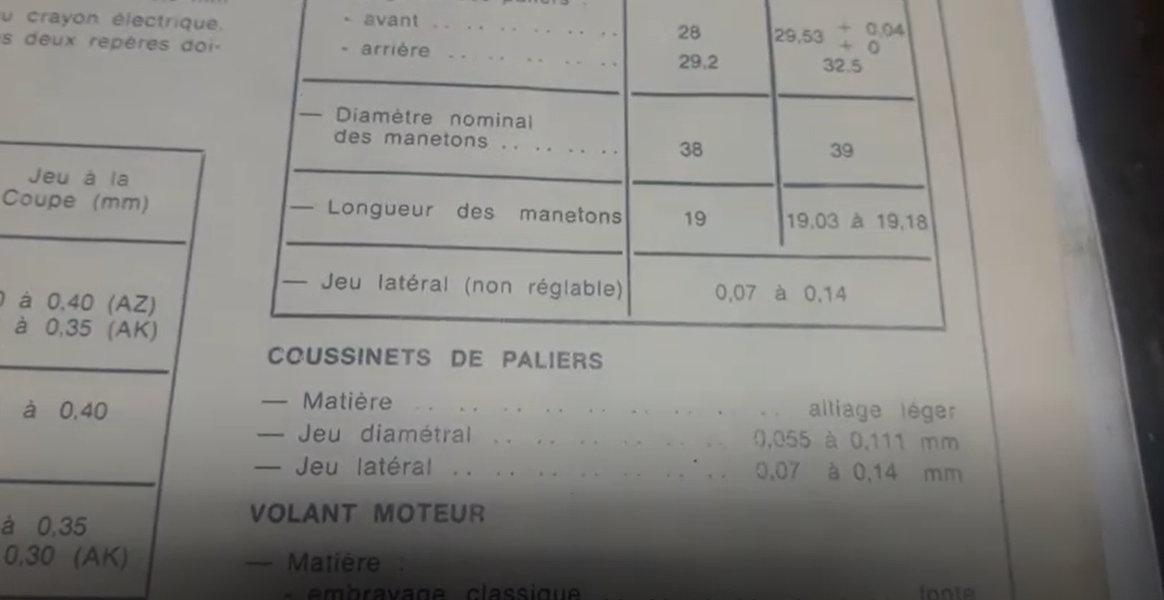 u crayon électrique.
s deux repères doi-
Jeu à la
Coupe (mm)
à 0,40 (AZ)
à 0,35 (AK)
à 0,40
à 0,35
0,30 (AK)
- avant .. .. .. .. .. .. 28 29,53 + 0,04
+ 0
- arrière .. .. .. .. .. 29,2 32,5
— Diamètre nominal
des manetons .. .. .. .. 38 39
— Longueur des manetons 19 19,03 à 19,18
— Jeu latéral (non réglable) 0,07 à 0,14
COUSSINETS DE PALIERS
— Matière .. .. .. .. .. .. .. .. alliage léger
— Jeu diamétral .. .. .. .. .. 0,055 à 0,111 mm
— Jeu latéral .. .. .. .. .. .. 0,07 à 0,14 mm
VOLANT MOTEUR
— Matière :
- embrayage classique fonte